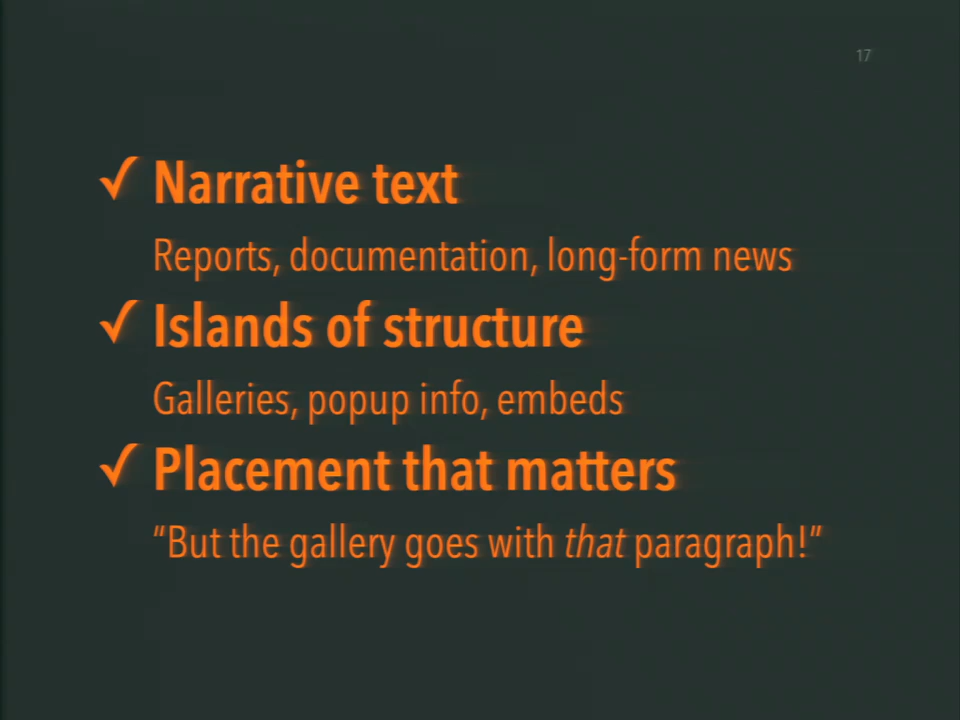 17
✓ Narrative text
Reports, documentation, long-form news
✓ Islands of structure
Galleries, popup info, embeds
✓ Placement that matters
“But the gallery goes with that paragraph!”